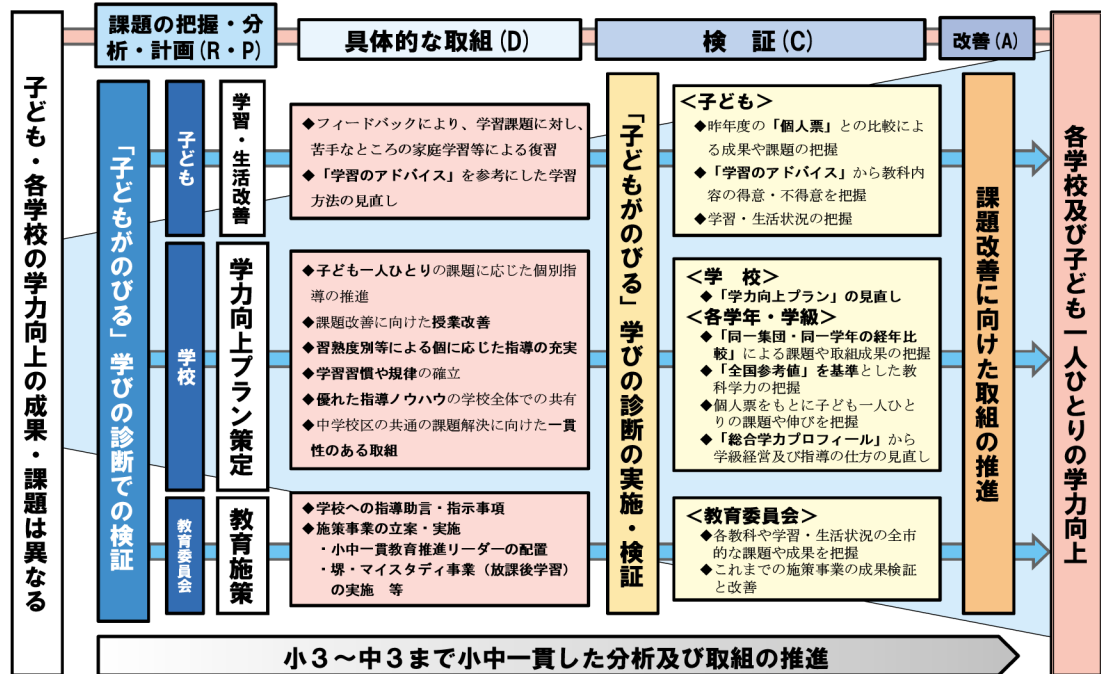 子ども・各学校の学力向上の成果・課題は異なる
課題の把握・分
析・計画(R・P)
具体的な取組(D)
検　証(C)
改善(A)
「子どもがのびる」学びの診断での検証
子ども
学習・生活改善
◆フィードバックにより、学習課題に対し、
苦手なところの家庭学習等による復習
◆「学習のアドバイス」を参考にした学習
方法の見直し
学校
学力向上プラン策定
◆子ども一人ひとりの課題に応じた個別指
導の推進
◆課題改善に向けた授業改善
◆習熟度別等による個に応じた指導の充実
◆学習習慣や規律の確立
◆優れた指導ノウハウの学校全体での共有
◆中学校区の共通の課題解決に向けた一貫
性のある取組
教育委員会
教育施策
◆学校への指導助言・指示事項
◆施策事業の立案・実施
・小中一貫教育推進リーダーの配置
・堺・マイスタディ事業（放課後学習）
の実施　等
「子どもがのびる」学びの診断の実施・検証
＜子ども＞
◆昨年度の「個人票」との比較によ
る成果や課題の把握
◆「学習のアドバイス」から教科内
容の得意・不得意を把握
◆学習・生活状況の把握
＜学　校＞
◆「学力向上プラン」の見直し
＜各学年・学級＞
◆「同一集団・同一学年の経年比
較」による課題や取組成果の把握
◆「全国参考値」を基準とした教
科学力の把握
◆個人票をもとに子ども一人ひと
りの課題や伸びを把握
◆「総合学力プロフィール」から
学級経営及び指導の仕方の見直し
＜教育委員会＞
◆各教科や学習・生活状況の全市
的な課題や成果を把握
◆これまでの施策事業の成果検証
と改善
課題改善に向けた取組の推進
各学校及び子ども一人ひとりの学力向上
小３～中３まで小中一貫した分析及び取組の推進